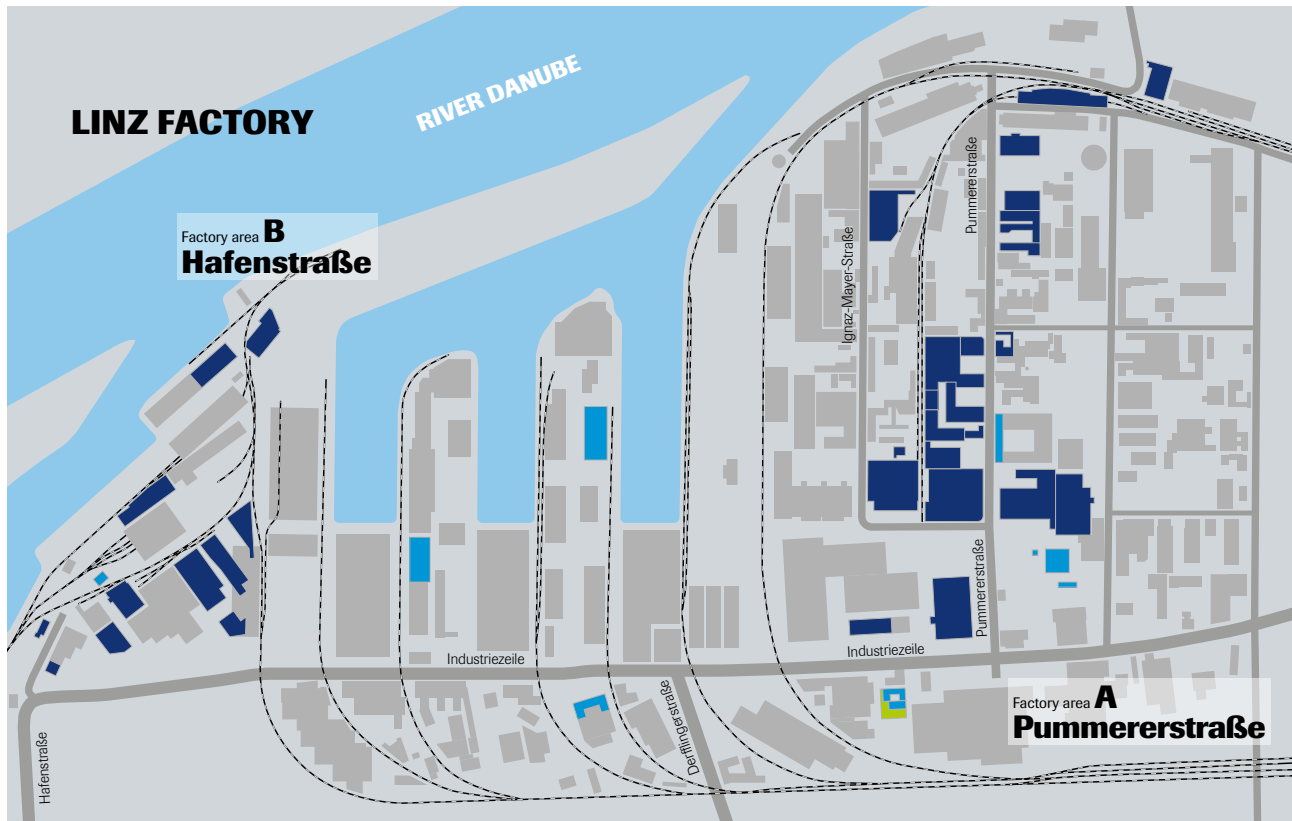 LINZ FACTORY
RIVER DANUBE
Factory area B
Hafenstraße
Ignaz-Mayer-Straße
Pummererstraße
Pummererstraße
Industriezeile
Industriezeile
Derfflingerstraße
Hafenstraße
Factory area A
Pummererstraße